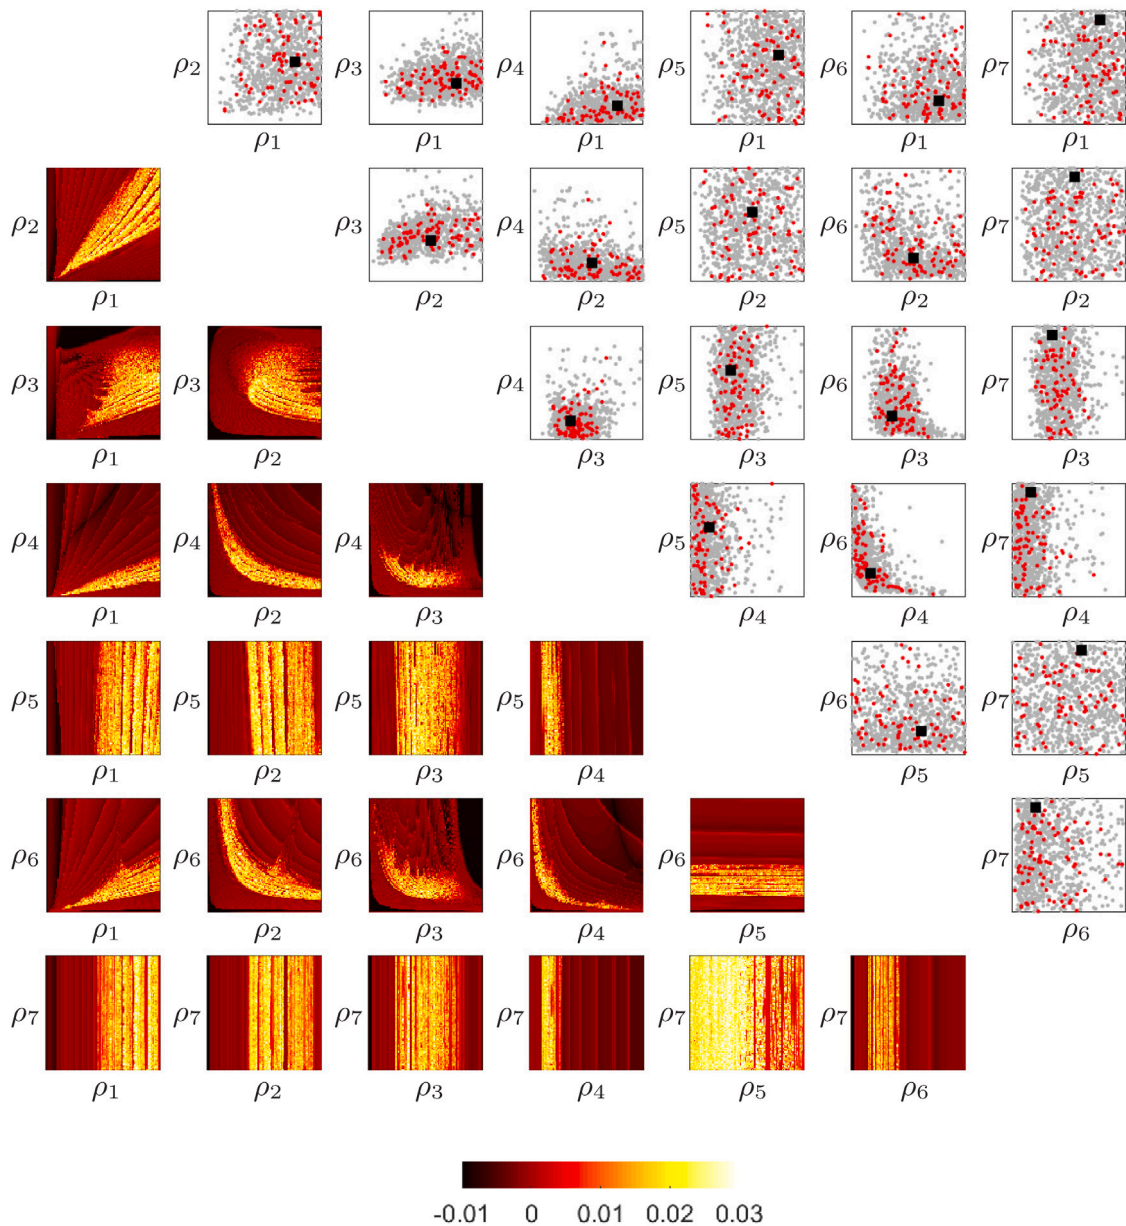 ρ2 ρ3 ρ4 ρ5 ρ6 ρ7
ρ1 ρ1 ρ1 ρ1 ρ1 ρ1
ρ2 ρ3 ρ4 ρ5 ρ6 ρ7
ρ1 ρ2 ρ2 ρ2 ρ2 ρ2
ρ3 ρ3 ρ4 ρ5 ρ6 ρ7
ρ1 ρ2 ρ3 ρ3 ρ3 ρ3
ρ4 ρ4 ρ4 ρ5 ρ6 ρ7
ρ1 ρ2 ρ3 ρ4 ρ4 ρ4
ρ5 ρ5 ρ5 ρ5 ρ6 ρ7
ρ1 ρ2 ρ3 ρ4 ρ5 ρ5
ρ6 ρ6 ρ6 ρ6 ρ6 ρ7
ρ1 ρ2 ρ3 ρ4 ρ5 ρ6
ρ7 ρ7 ρ7 ρ7 ρ7 ρ7
ρ1 ρ2 ρ3 ρ4 ρ5 ρ6
-0.01 0 0.01 0.02 0.03